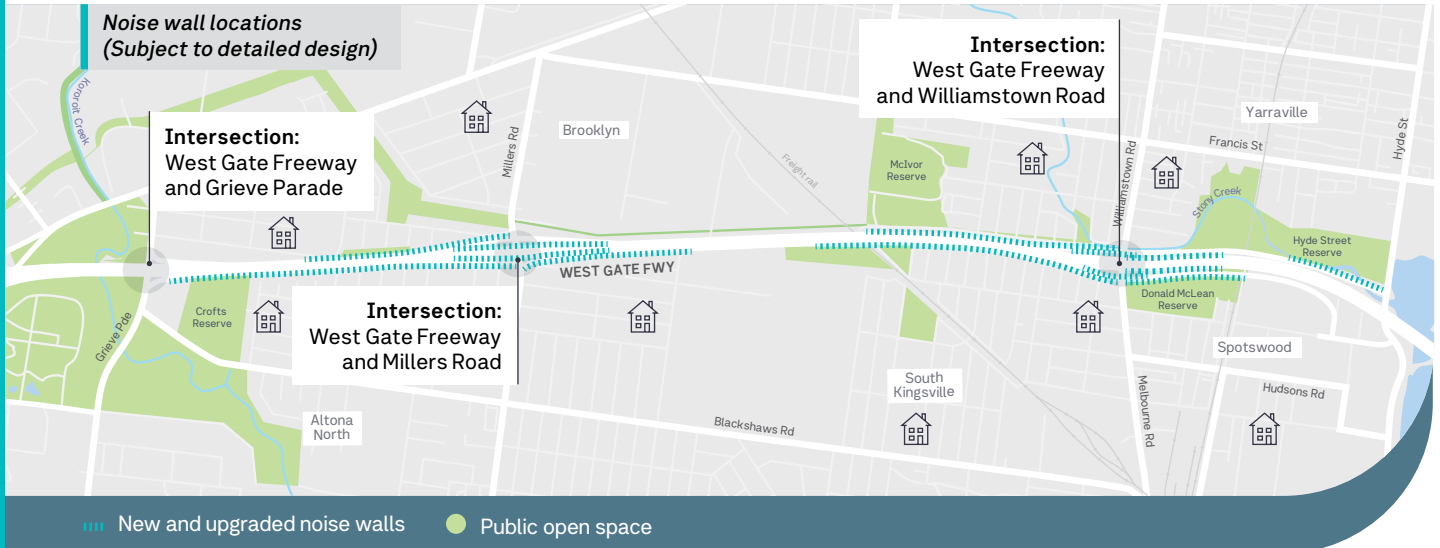 Noise wall locations
(Subject to detailed design)
Kororoit Creek
Intersection:
West Gate Freeway
and Grieve Parade
Millers Rd
Brooklyn
Freight rail
McIvor
Reserve
Intersection:
West Gate Freeway
and Williamstown Road
Williamstown Rd
Yarraville
Francis St
Hyde St
Stony Creek
Hyde Street
Reserve
WEST GATE FWY
Crofts
Reserve
Grieve Pde
Intersection:
West Gate Freeway
and Millers Road
Donald McLean
Reserve
Spotswood
Hudsons Rd
Melbourne Rd
South
Kingsville
Altona
North
Blackshaws Rd
New and upgraded noise walls
Public open space